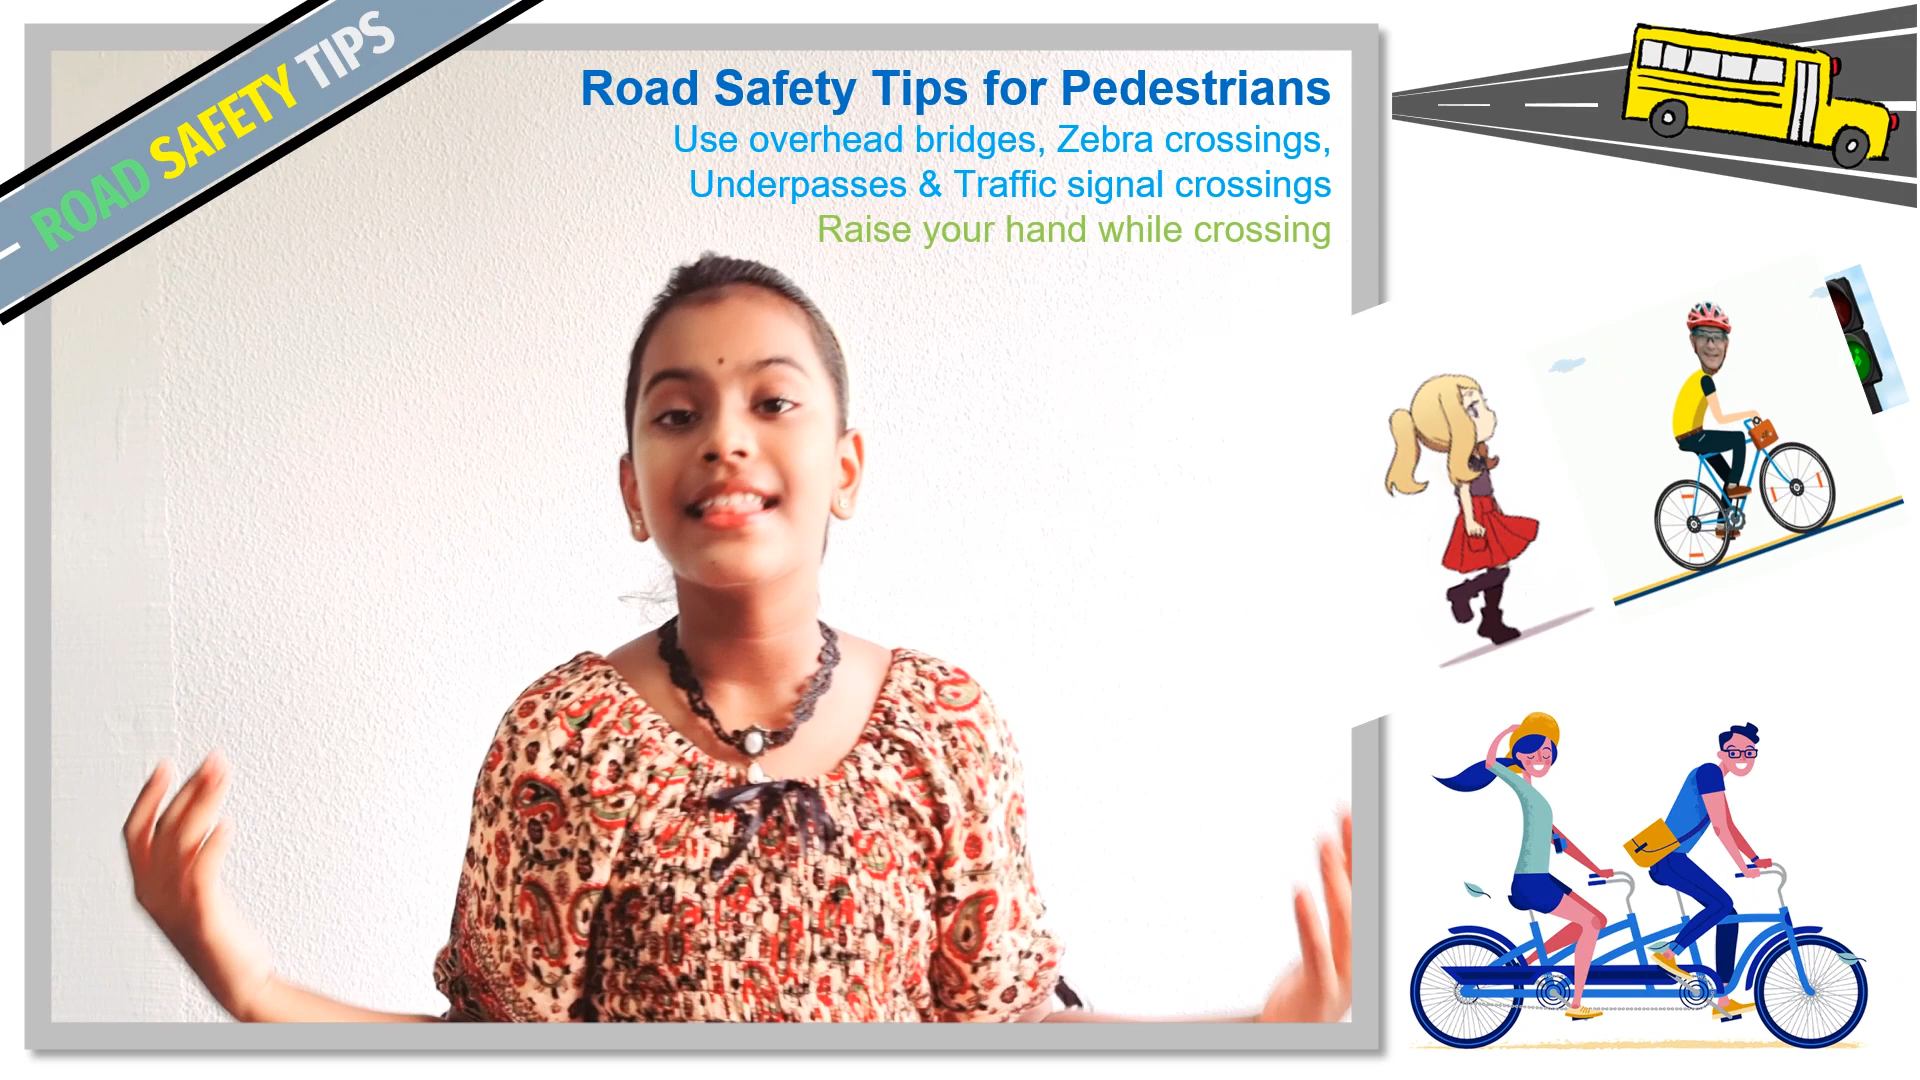 ROAD SAFETY TIPS
Road Safety Tips for Pedestrians
Use overhead bridges, Zebra crossings,
Underpasses & Traffic signal crossings
Raise your hand while crossing